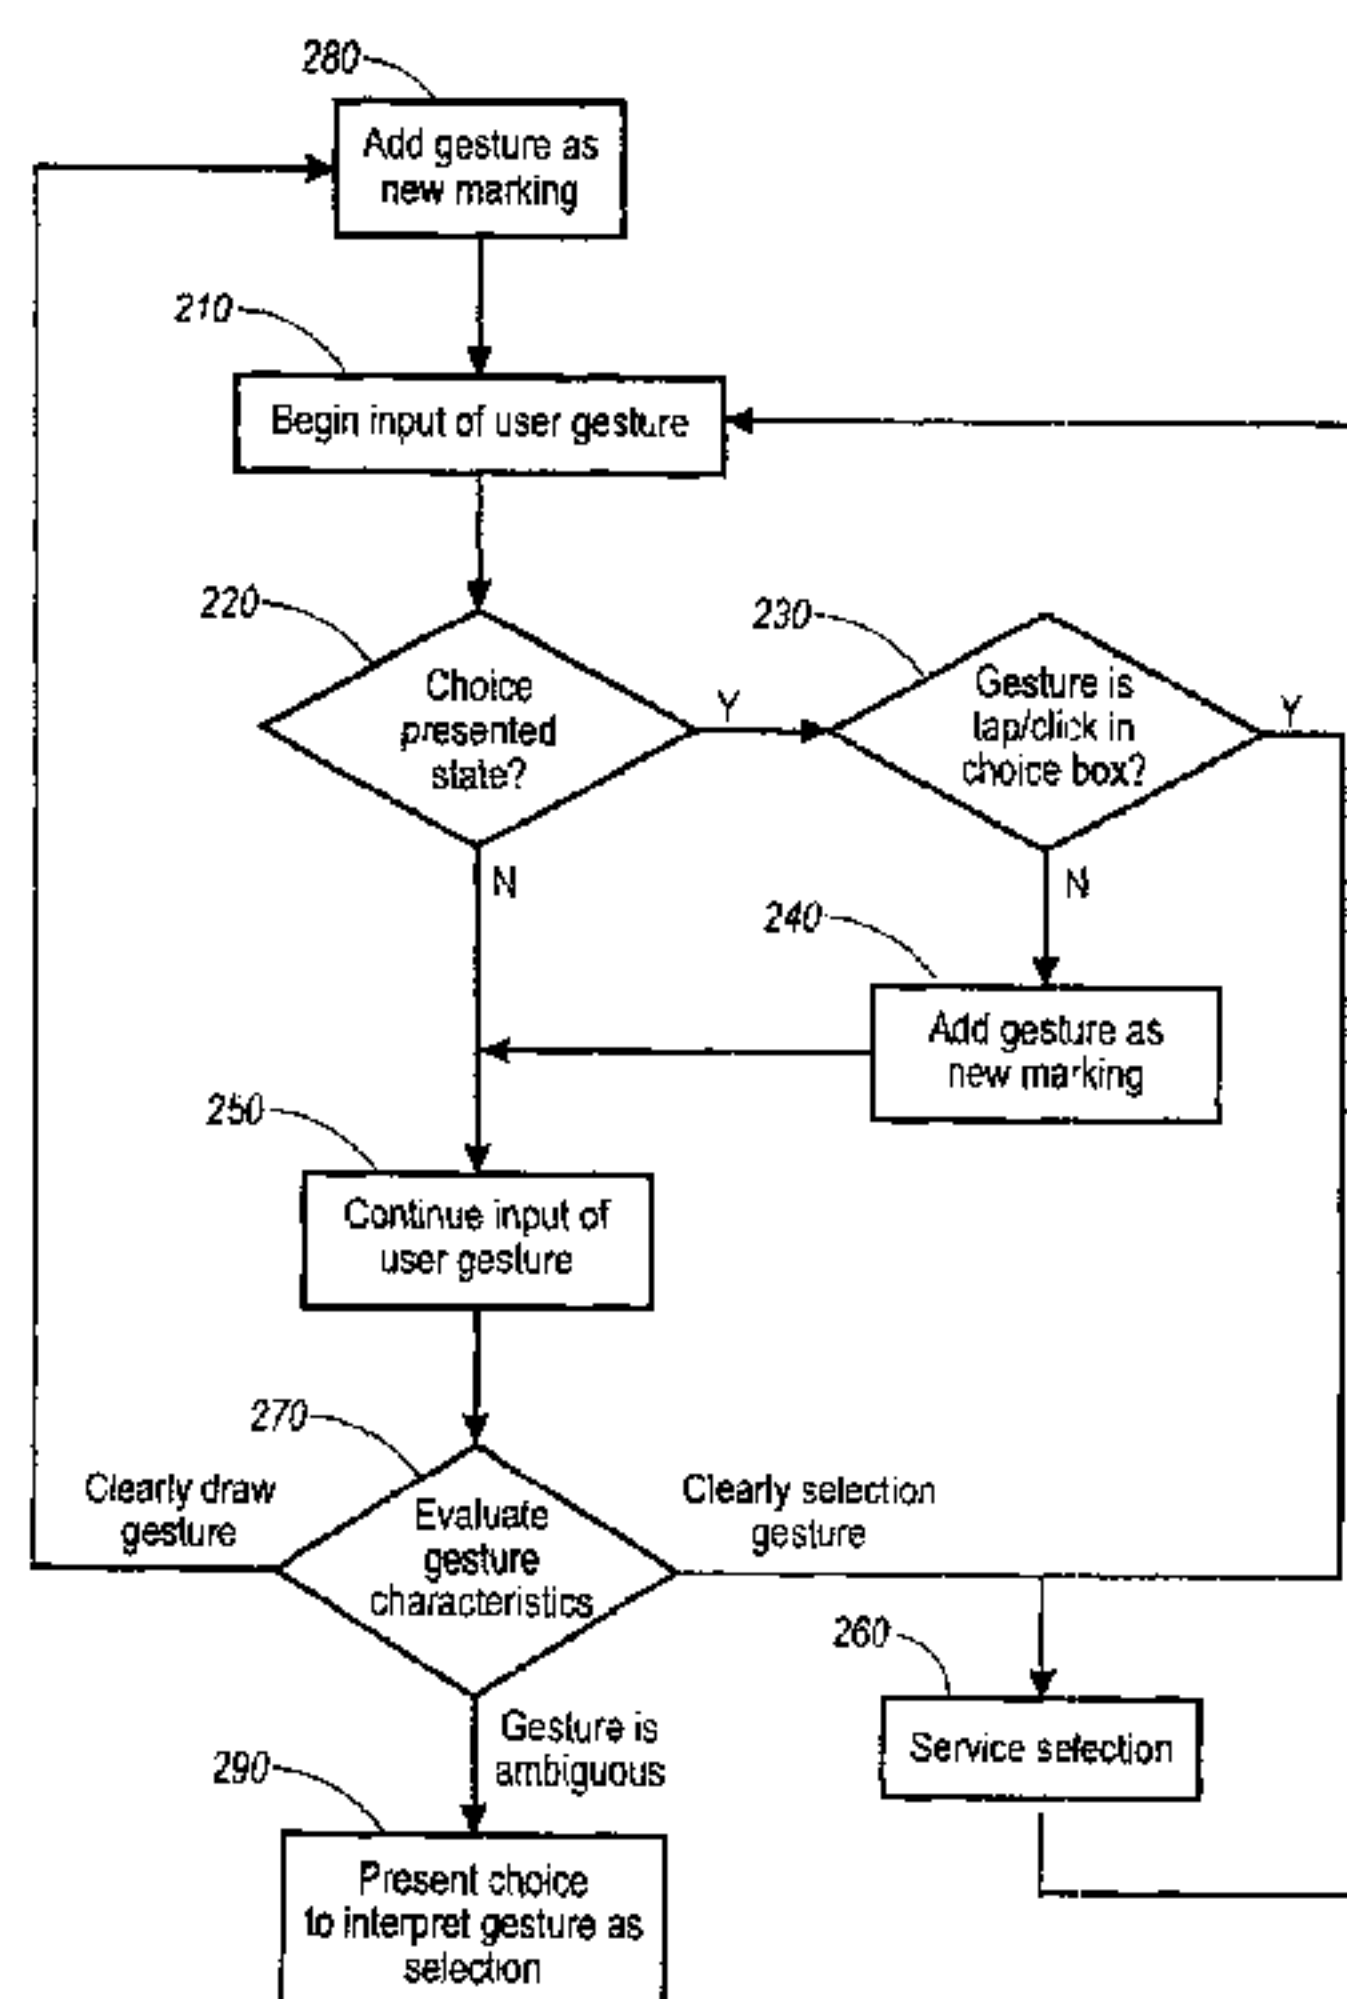 280
Add gesture as
new marking
210
Begin input of user gesture
220
Choice
presented
state?
Y
230
Gesture is
tap/click in
choice box?
Y
N
N
240
Add gesture as
new marking
250
Continue input of
user gesture
270
Clearly draw
gesture
Evaluate
gesture
characteristics
Clearly selection
gesture
260
Service selection
Gesture is
ambiguous
290
Present choice
to interpret gesture as
selection